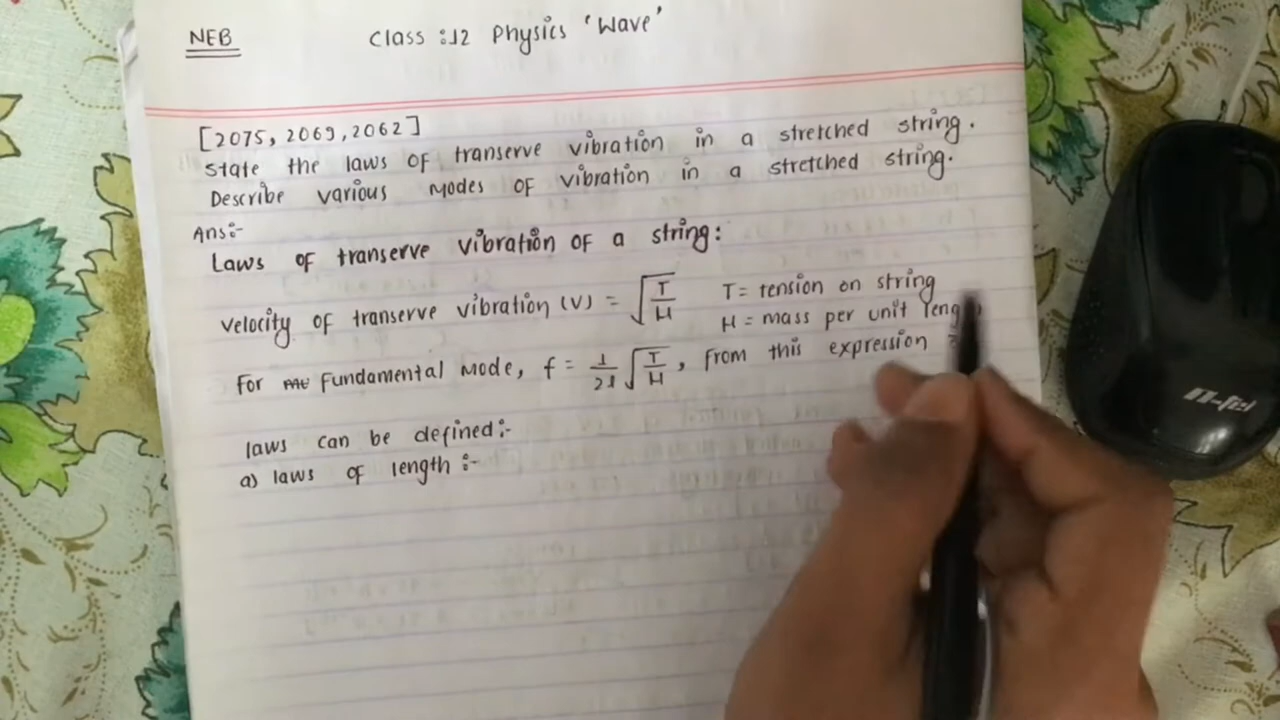 NEB
Class :12 Physics 'Wave'
[2075, 2069, 2062]
State the laws of transerve vibration in a stretched string.
Describe various Modes of vibration in a stretched string.
Ans:-
Laws of transerve vibration of a string:
Velocity of transerve vibration (V) = √(T/μ) T = tension on string
μ = mass per unit length
For fundamental Mode, f = 1/2l √(T/μ), from this expression
laws can be defined:-
a) laws of length :-